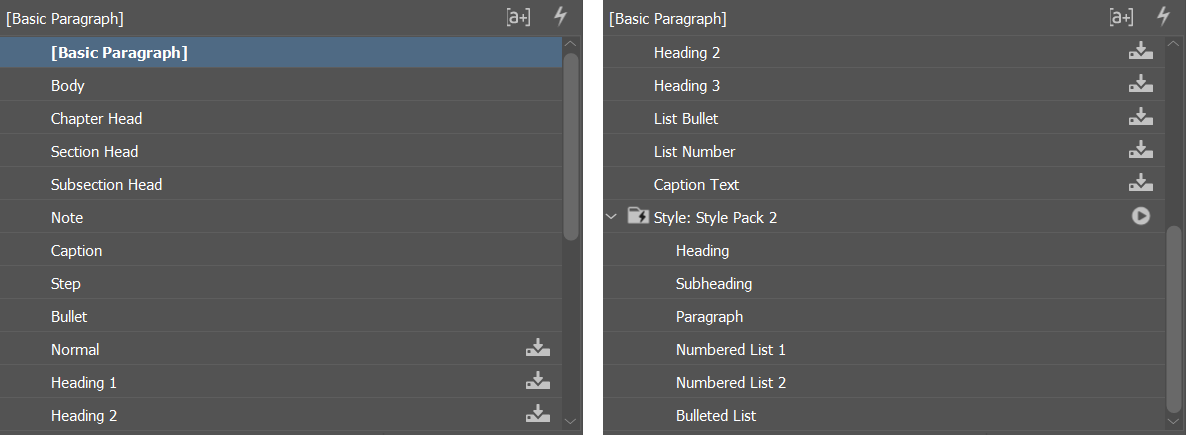 [Basic Paragraph]
[a+]
[Basic Paragraph]
Body
Chapter Head
Section Head
Subsection Head
Note
Caption
Step
Bullet
Normal
Heading 1
Heading 2
[Basic Paragraph]
[a+]
Heading 2
Heading 3
List Bullet
List Number
Caption Text
Style: Style Pack 2
Heading
Subheading
Paragraph
Numbered List 1
Numbered List 2
Bulleted List